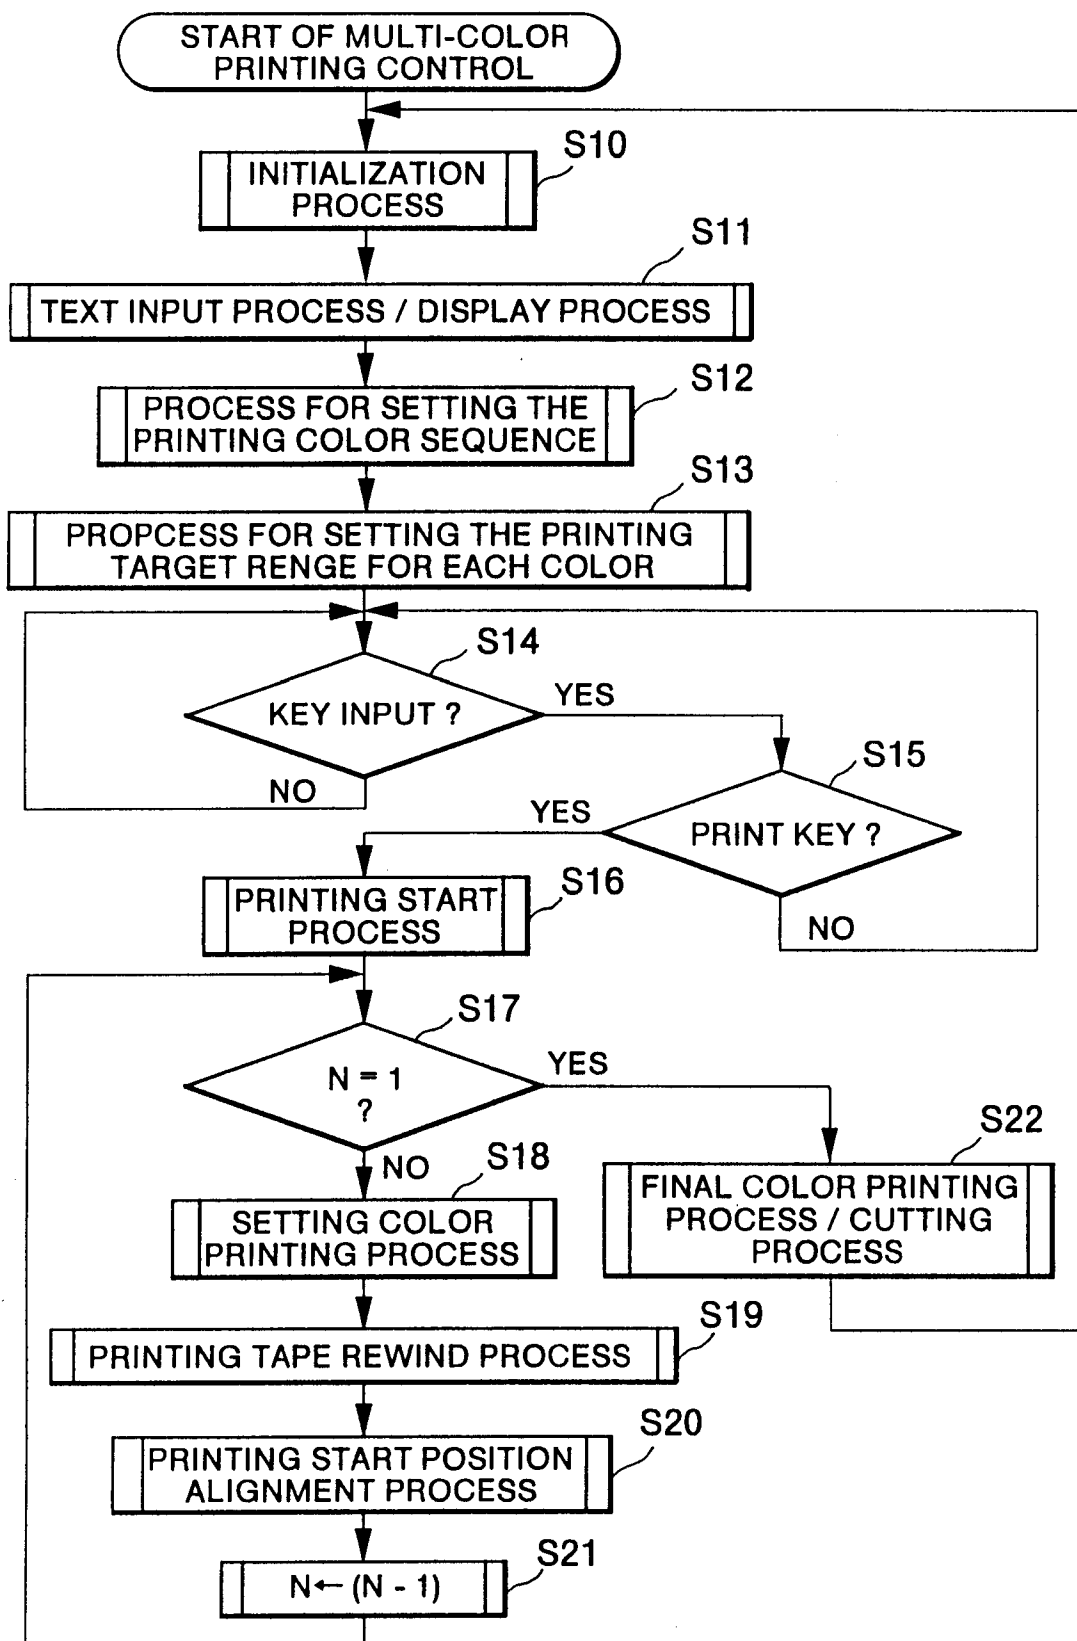 START OF MULTI-COLOR
PRINTING CONTROL
S10
INITIALIZATION
PROCESS
S11
TEXT INPUT PROCESS / DISPLAY PROCESS
S12
PROCESS FOR SETTING THE
PRINTING COLOR SEQUENCE
S13
PROPCESS FOR SETTING THE PRINTING
TARGET RENGE FOR EACH COLOR
S14
KEY INPUT ?
YES
NO
S15
PRINT KEY ?
YES
NO
S16
PRINTING START
PROCESS
S17
N = 1
?
YES
NO
S18
SETTING COLOR
PRINTING PROCESS
S22
FINAL COLOR PRINTING
PROCESS / CUTTING
PROCESS
S19
PRINTING TAPE REWIND PROCESS
S20
PRINTING START POSITION
ALIGNMENT PROCESS
S21
N ← (N - 1)